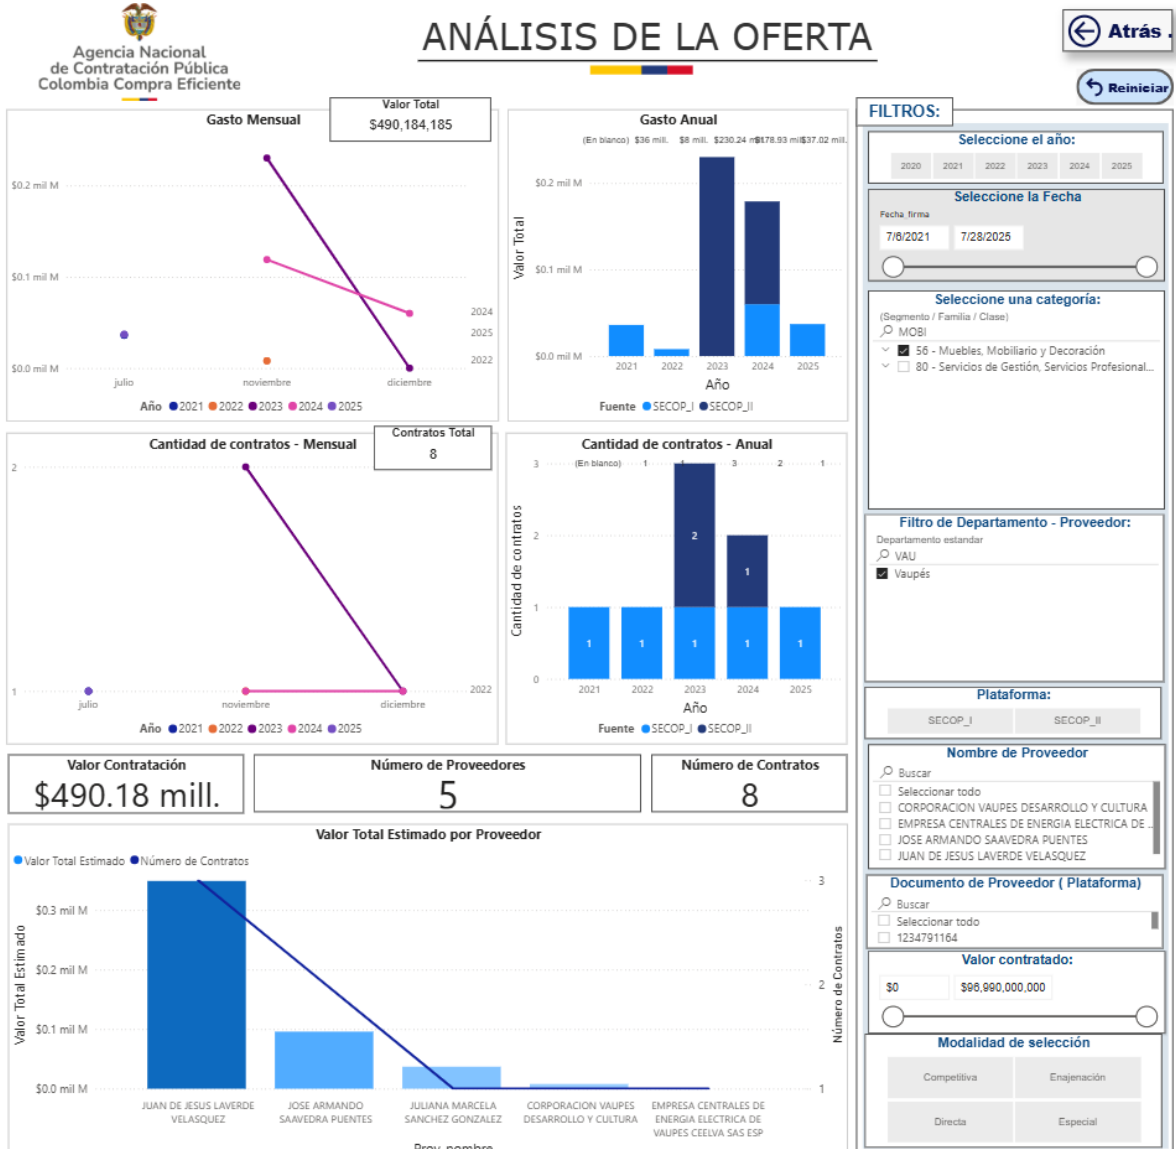 Agencia Nacional
de Contratación Pública
Colombia Compra Eficiente
ANÁLISIS DE LA OFERTA
Atrás .
Reiniciar
Gasto Mensual
Valor Total
$490,184,185
$0.2 mil M
$0.1 mil M
$0.0 mil M
2024
2025
2022
julio
noviembre
diciembre
Año 2021 2022 2023 2024 2025
Gasto Anual
(En blanco) $36 mill. $8 mill. $230.24 $178.93 $37.02 mill.
Valor Total
$0.2 mil M
$0.1 mil M
$0.0 mil M
2021 2022 2023 2024 2025
Año
Fuente SECOP_I SECOP_II
Cantidad de contratos - Mensual
Contratos Total
8
2
1
2022
julio
noviembre
diciembre
Año 2021 2022 2023 2024 2025
Cantidad de contratos - Anual
(En blanco) 1 1 3 2 1
Cantidad de contratos
3
2
1
0
2
1
1 1 1 1 1
2021 2022 2023 2024 2025
Año
Fuente SECOP_I SECOP_II
Valor Contratación
$490.18 mill.
Número de Proveedores
5
Número de Contratos
8
Valor Total Estimado por Proveedor
Valor Total Estimado Número de Contratos
Valor Total Estimado
$0.3 mil M
$0.2 mil M
$0.1 mil M
$0.0 mil M
3
2
1
Número de Contratos
JUAN DE JESUS LAVERDE
VELASQUEZ
JOSE ARMANDO
SAAVEDRA PUENTES
JULIANA MARCELA
SANCHEZ GONZALEZ
CORPORACION VAUPES
DESARROLLO Y CULTURA
EMPRESA CENTRALES DE
ENERGIA ELECTRICA DE
VAUPES CEELVA SAS ESP
Prov. nombre
FILTROS:
Seleccione el año:
2020 2021 2022 2023 2024 2025
Seleccione la Fecha
Fecha_firma
7/6/2021 7/28/2025
Seleccione una categoría:
(Segmento / Familia / Clase)
MOBI
56 - Muebles, Mobiliario y Decoración
80 - Servicios de Gestión, Servicios Profesional...
Filtro de Departamento - Proveedor:
Departamento estandar
VAU
Vaupés
Plataforma:
SECOP_I SECOP_II
Nombre de Proveedor
Buscar
Seleccionar todo
CORPORACION VAUPES DESARROLLO Y CULTURA
EMPRESA CENTRALES DE ENERGIA ELECTRICA DE ...
JOSE ARMANDO SAAVEDRA PUENTES
JUAN DE JESUS LAVERDE VELASQUEZ
Documento de Proveedor ( Plataforma)
Buscar
Seleccionar todo
1234791164
Valor contratado:
$0 $96,990,000,000
Modalidad de selección
Competitiva Enajenación
Directa Especial